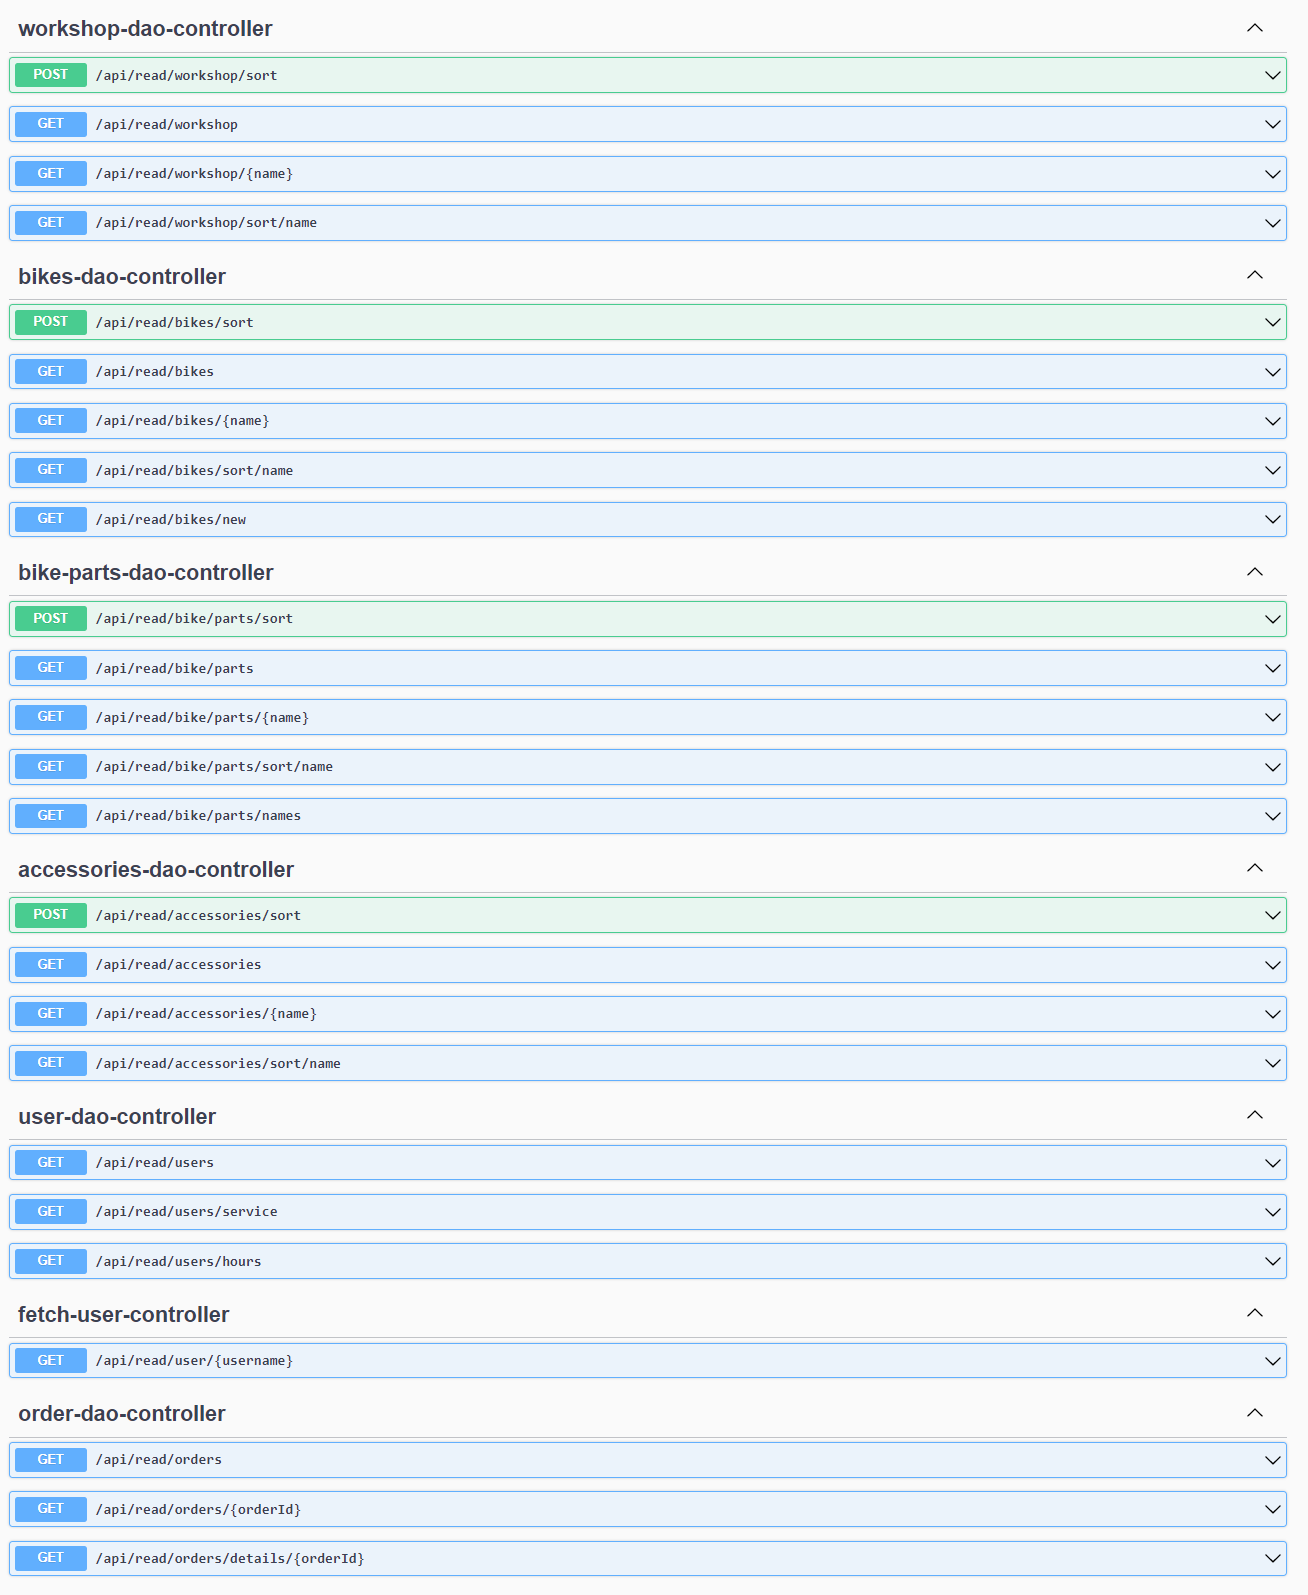 workshop-dao-controller
POST /api/read/workshop/sort
GET /api/read/workshop
GET /api/read/workshop/{name}
GET /api/read/workshop/sort/name
bikes-dao-controller
POST /api/read/bikes/sort
GET /api/read/bikes
GET /api/read/bikes/{name}
GET /api/read/bikes/sort/name
GET /api/read/bikes/new
bike-parts-dao-controller
POST /api/read/bike/parts/sort
GET /api/read/bike/parts
GET /api/read/bike/parts/{name}
GET /api/read/bike/parts/sort/name
GET /api/read/bike/parts/names
accessories-dao-controller
POST /api/read/accessories/sort
GET /api/read/accessories
GET /api/read/accessories/{name}
GET /api/read/accessories/sort/name
user-dao-controller
GET /api/read/users
GET /api/read/users/service
GET /api/read/users/hours
fetch-user-controller
GET /api/read/user/{username}
order-dao-controller
GET /api/read/orders
GET /api/read/orders/{orderId}
GET /api/read/orders/details/{orderId}